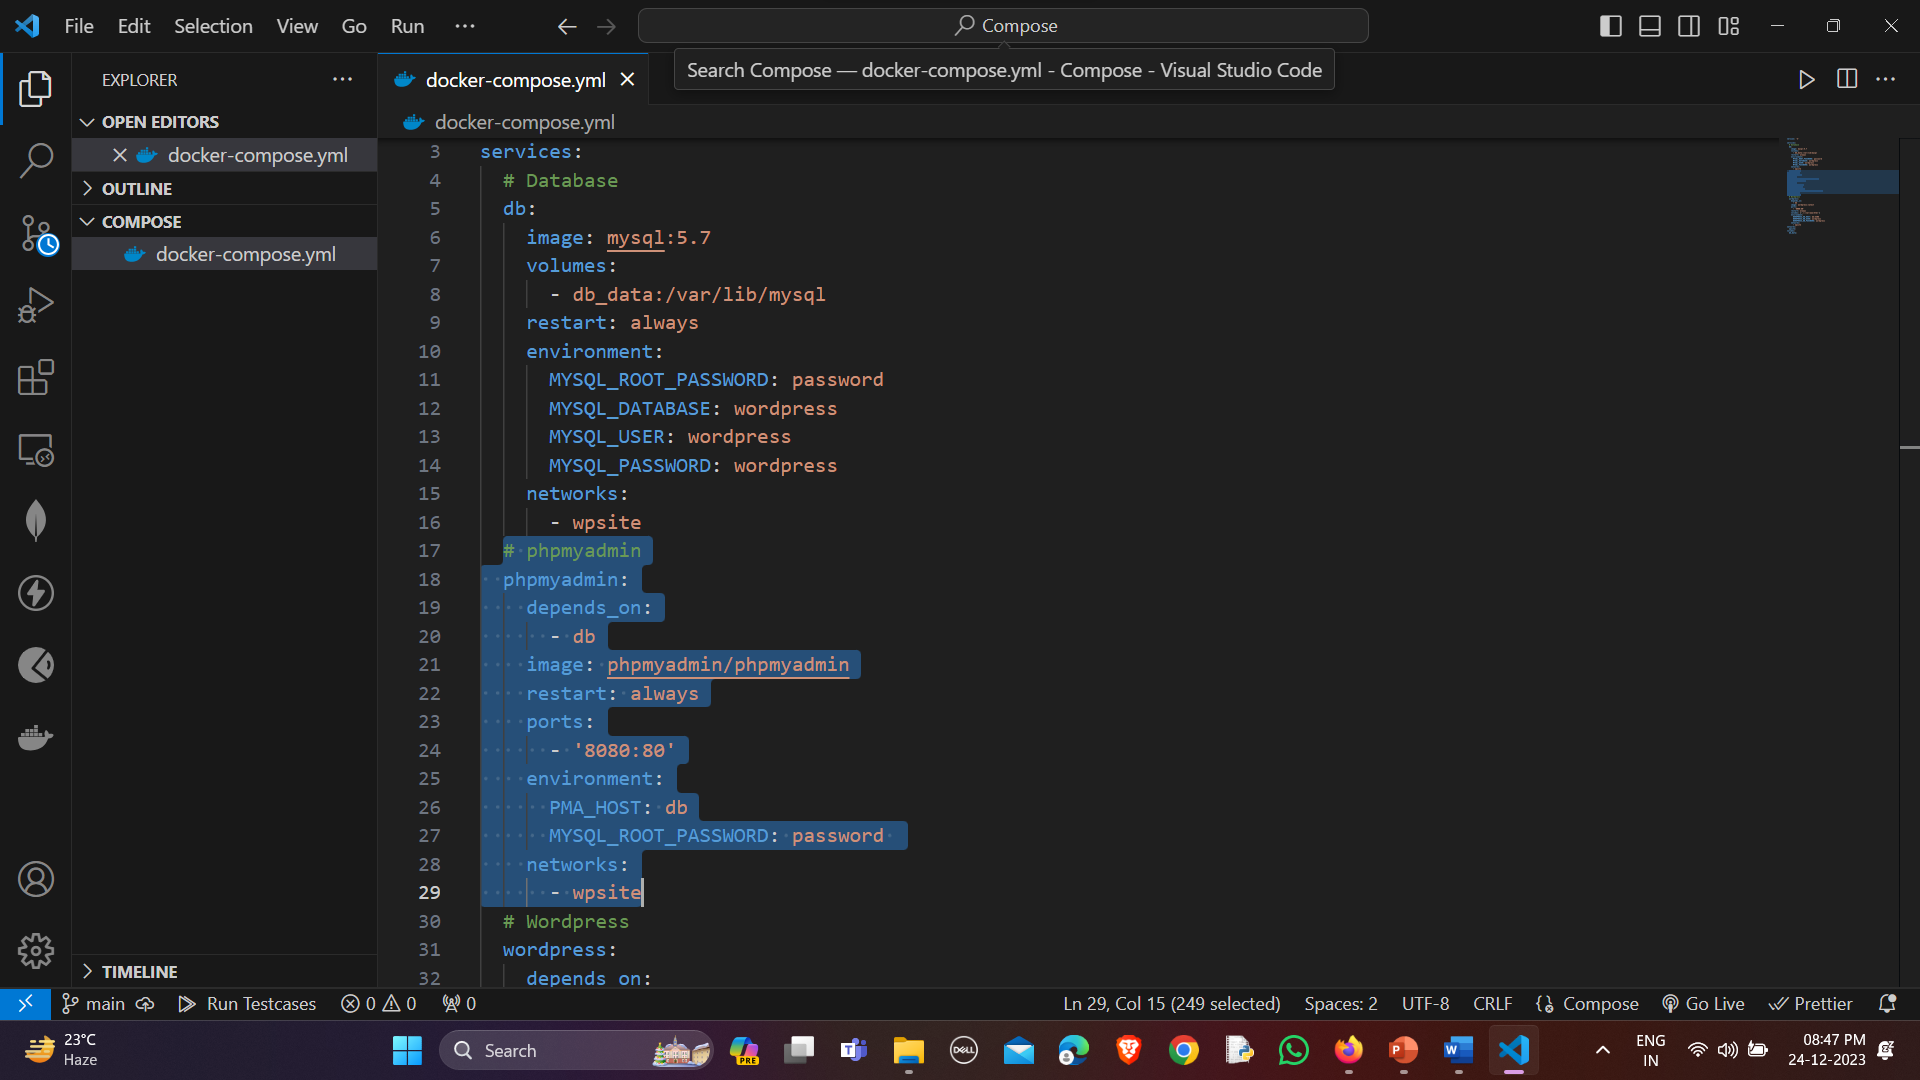 File Edit Selection View Go Run ···
Compose
EXPLORER ···
docker-compose.yml
Search Compose — docker-compose.yml - Compose - Visual Studio Code
OPEN EDITORS
docker-compose.yml
docker-compose.yml
OUTLINE
COMPOSE
docker-compose.yml
TIMELINE
3 services:
4 # Database
5 db:
6 image: mysql:5.7
7 volumes:
8 - db_data:/var/lib/mysql
9 restart: always
10 environment:
11 MYSQL_ROOT_PASSWORD: password
12 MYSQL_DATABASE: wordpress
13 MYSQL_USER: wordpress
14 MYSQL_PASSWORD: wordpress
15 networks:
16 - wpsite
17 # phpmyadmin
18 phpmyadmin:
19 depends_on:
20 - db
21 image: phpmyadmin/phpmyadmin
22 restart: always
23 ports:
24 - '8080:80'
25 environment:
26 PMA_HOST: db
27 MYSQL_ROOT_PASSWORD: password
28 networks:
29 - wpsite
30 # Wordpress
31 wordpress:
32 depends_on:
main Run Testcases 0 0 0 Ln 29, Col 15 (249 selected) Spaces: 2 UTF-8 CRLF Compose Go Live Prettier
23°C
Haze
Search
PRE
DELL
ENG
IN
08:47 PM
24-12-2023